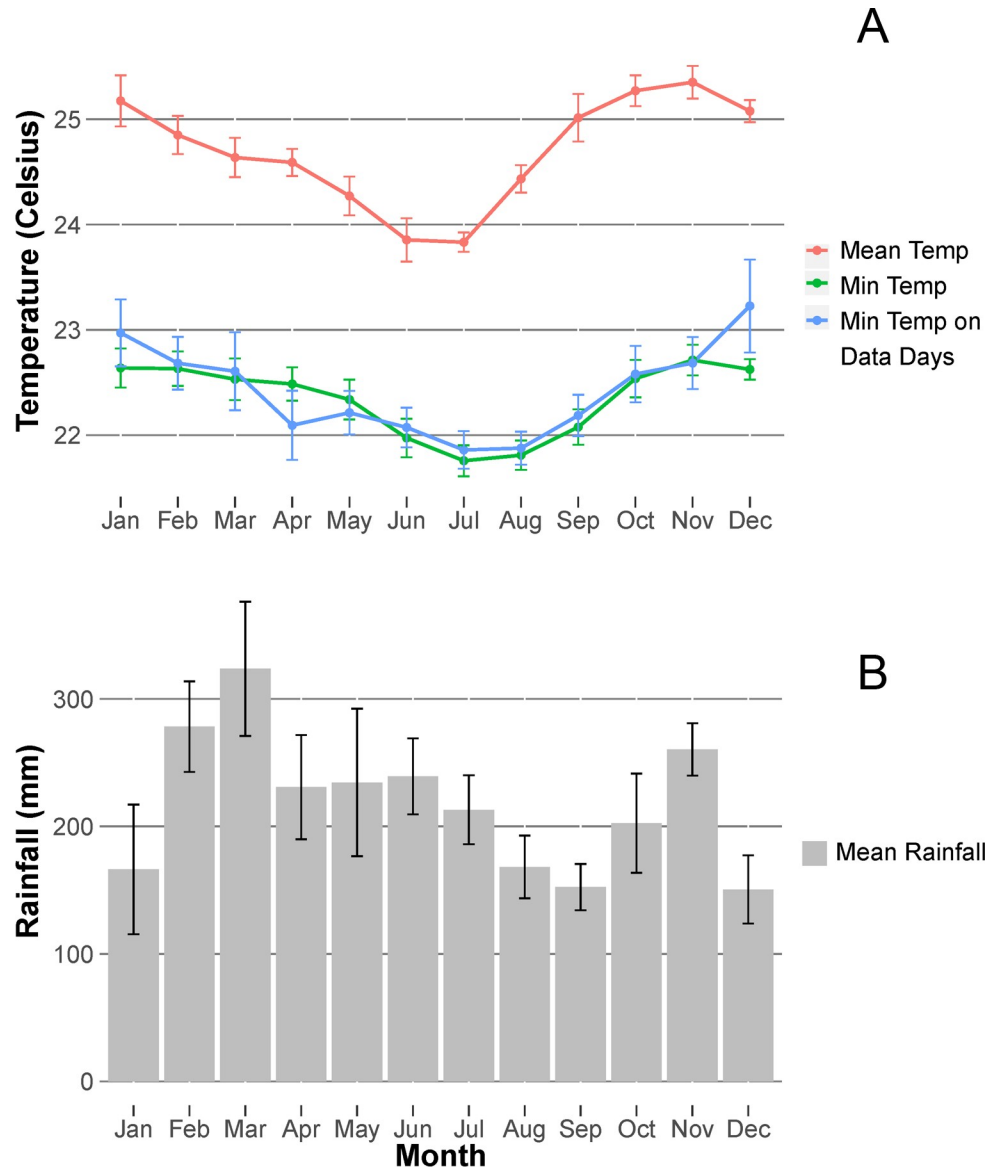 A
Temperature (Celsius)
25
24
23
22
Jan Feb Mar Apr May Jun Jul Aug Sep Oct Nov Dec
Mean Temp
Min Temp
Min Temp on
Data Days
B
Rainfall (mm)
300
200
100
0
Jan Feb Mar Apr May Jun Jul Aug Sep Oct Nov Dec
Month
Mean Rainfall